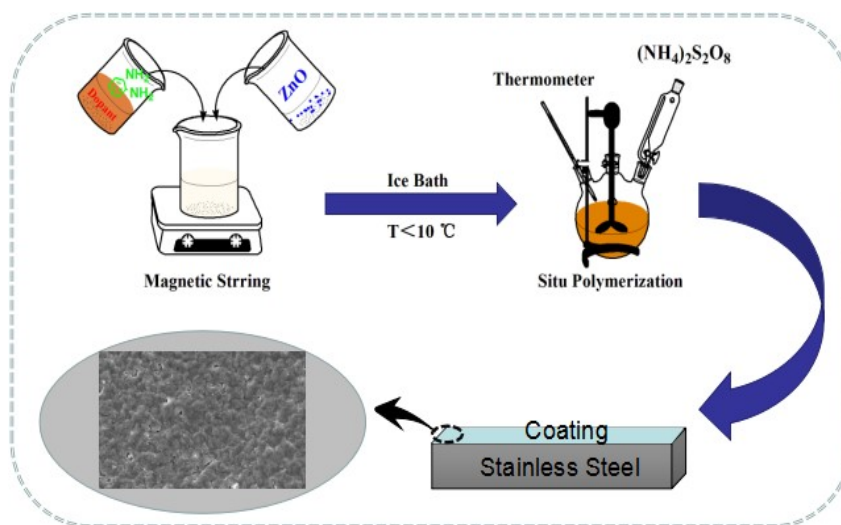 (NH4)2S2O8
Thermometer
NH2
NH2
Dopant
ZnO
Ice Bath
T＜10 ℃
Magnetic Strring
Situ Polymerization
Coating
Stainless Steel